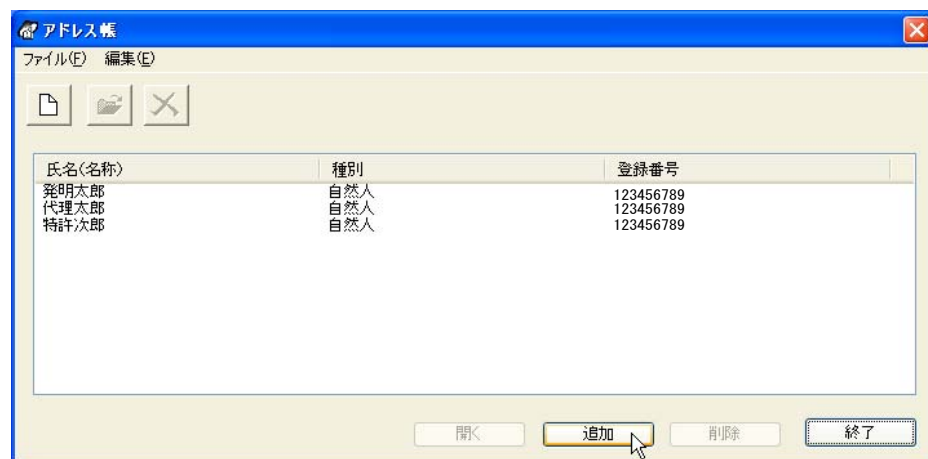 アドレス帳
ファイル(F) 編集(E)
氏名(名称) 種別 登録番号
発明太郎 自然人 123456789
代理太郎 自然人 123456789
特許次郎 自然人 123456789
開く 追加 削除 終了